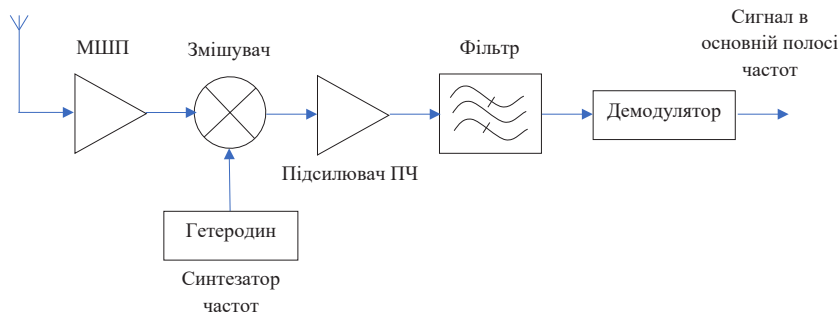 МШП
Змішувач
Фільтр
Сигнал в
основній полосі
частот
Демодулятор
Підсилювач ПЧ
Гетеродин
Синтезатор
частот